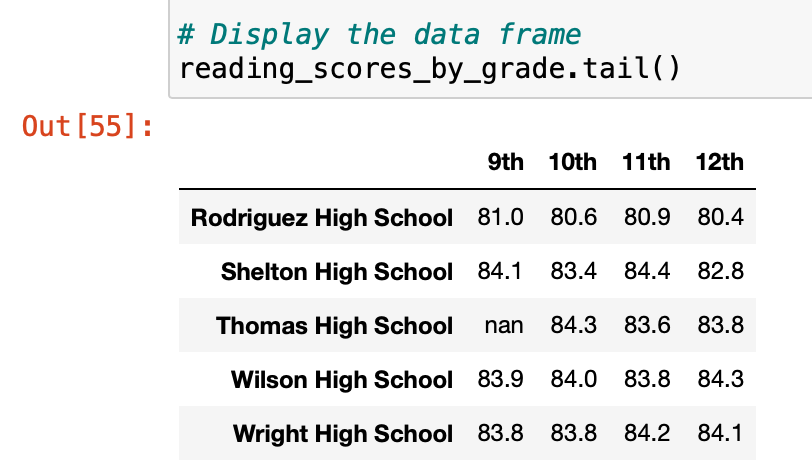 # Display the data frame
reading_scores_by_grade.tail()
Out[55]:
9th 10th 11th 12th
Rodriguez High School 81.0 80.6 80.9 80.4
Shelton High School 84.1 83.4 84.4 82.8
Thomas High School nan 84.3 83.6 83.8
Wilson High School 83.9 84.0 83.8 84.3
Wright High School 83.8 83.8 84.2 84.1